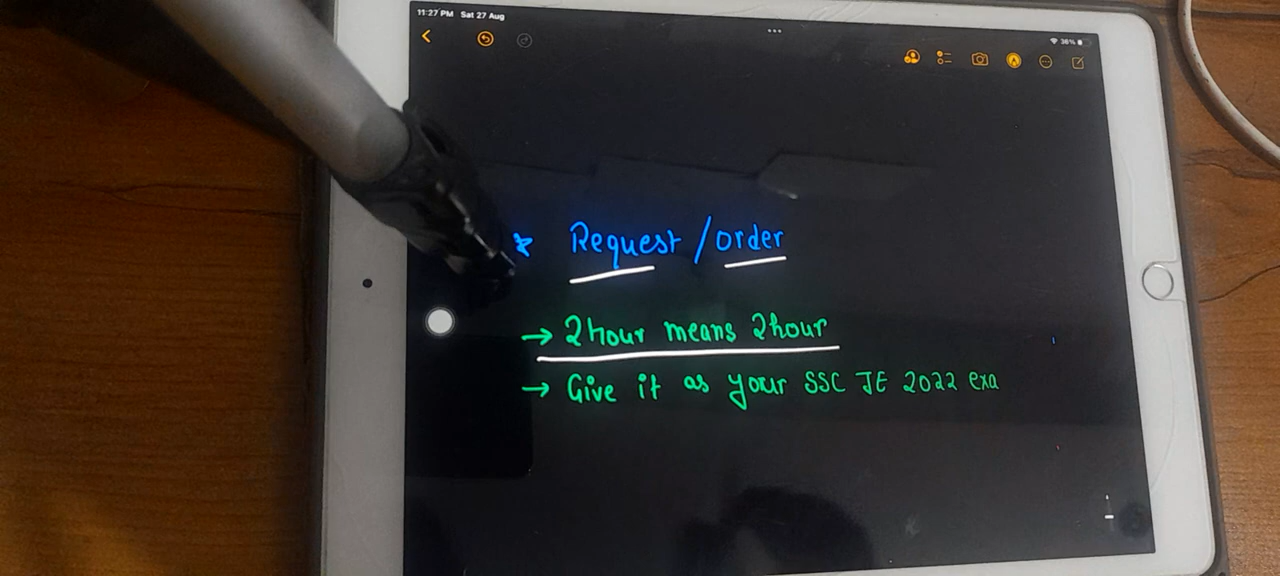 11:27 PM Sat 27 Aug
36%
* Request / order
→ 2hour means 2hour
→ Give it as your SSC JE 2022 exa